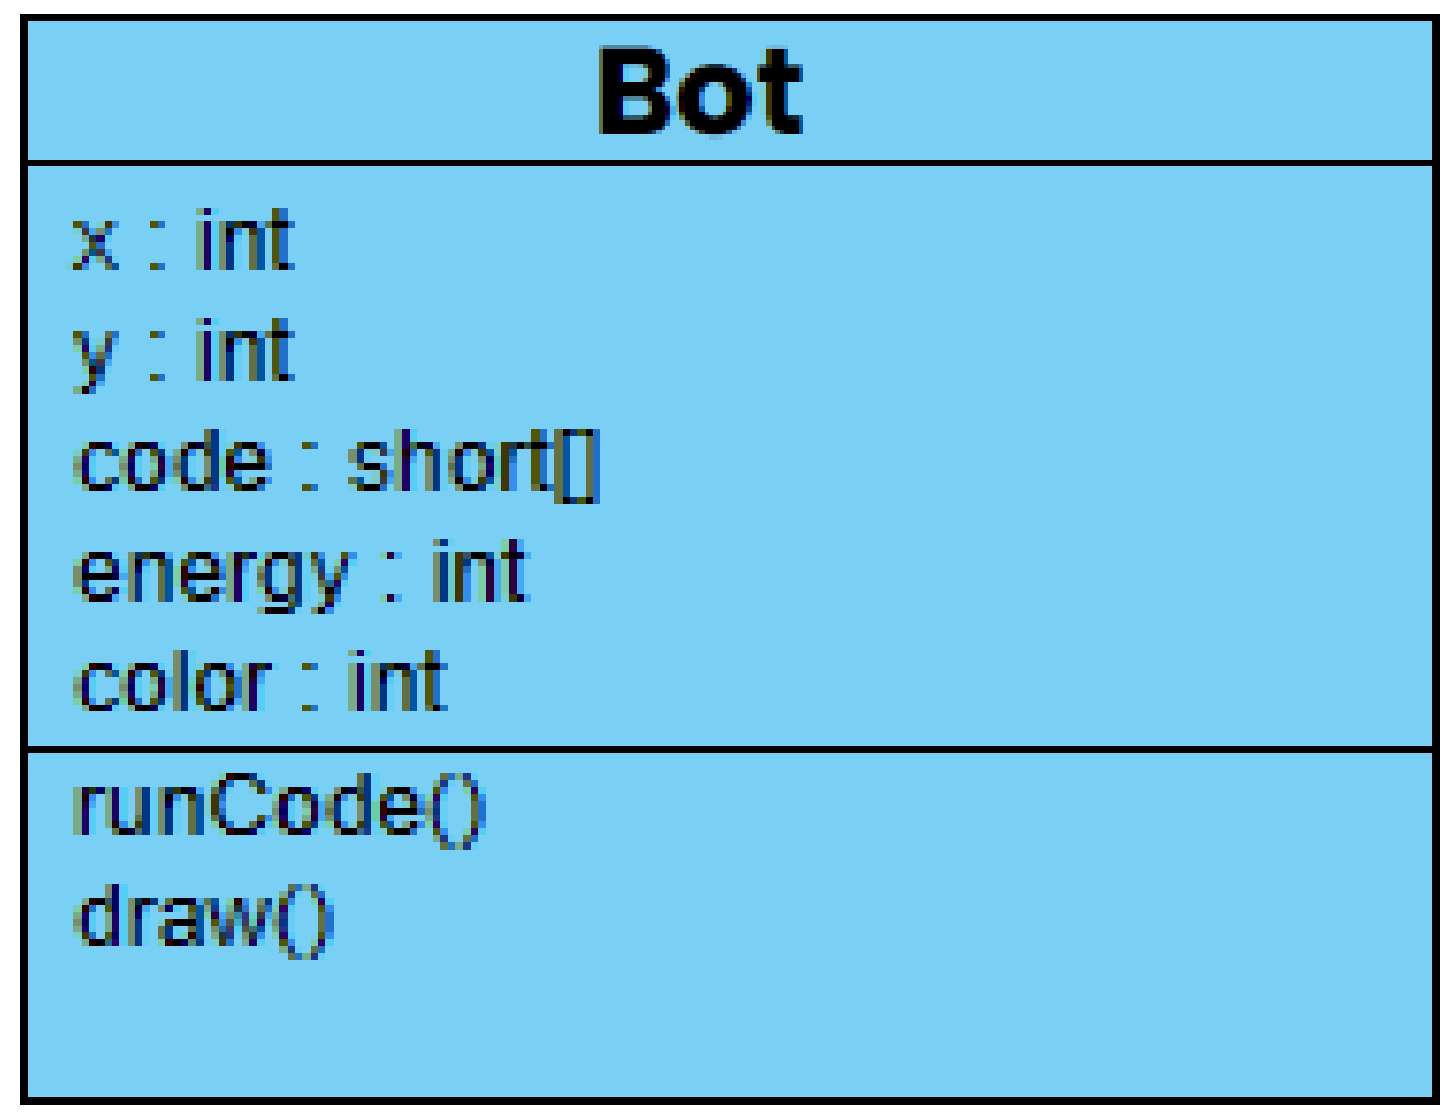 Bot
x : int
y : int
code : short[]
energy : int
color : int
runCode()
draw()